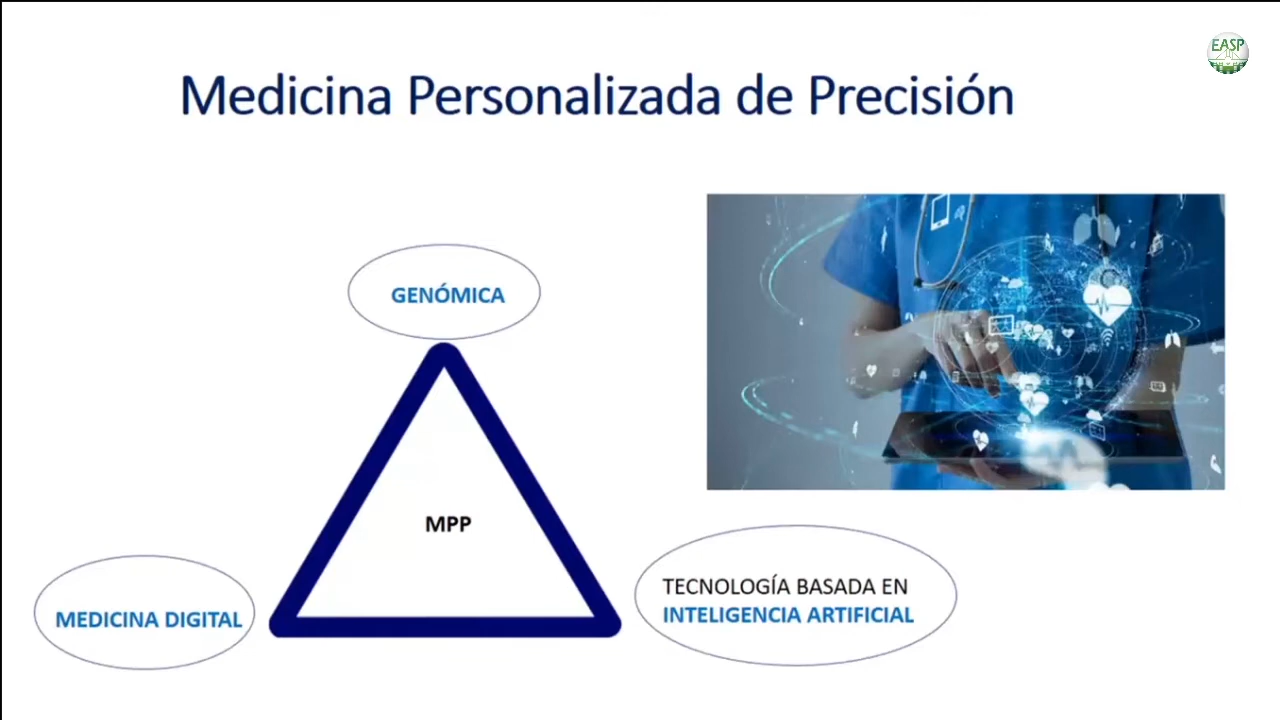 EASP
Medicina Personalizada de Precisión
GENÓMICA
MPP
MEDICINA DIGITAL
TECNOLOGÍA BASADA EN
INTELIGENCIA ARTIFICIAL